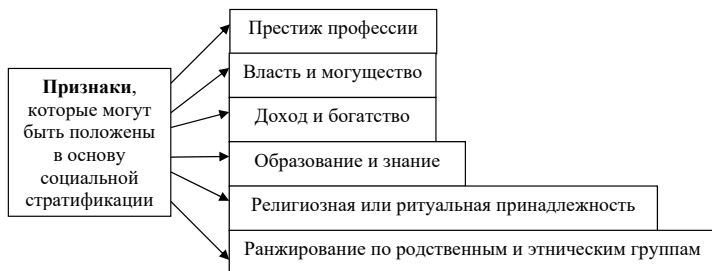 Признаки,
которые могут
быть положены
в основу
социальной
стратификации
Престиж профессии
Власть и могущество
Доход и богатство
Образование и знание
Религиозная или ритуальная принадлежность
Ранжирование по родственным и этническим группам